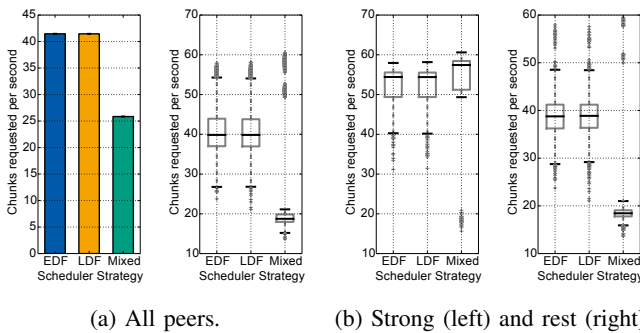 Chunks requested per second
45
40
35
30
25
20
15
10
5
0
EDF LDF Mixed
Scheduler Strategy
Chunks requested per second
70
60
50
40
30
20
10
EDF LDF Mixed
Scheduler Strategy
Chunks requested per second
70
60
50
40
30
20
10
EDF LDF Mixed
Scheduler Strategy
Chunks requested per second
60
50
40
30
20
10
EDF LDF Mixed
Scheduler Strategy
(a) All peers.
(b) Strong (left) and rest (right)